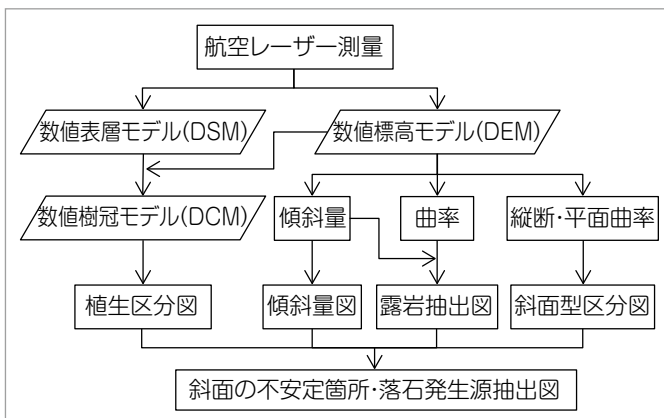 航空レーザー測量
数値表層モデル(DSM)
数値標高モデル(DEM)
数値樹冠モデル(DCM)
傾斜量
曲率
縦断・平面曲率
植生区分図
傾斜量図
露岩抽出図
斜面型区分図
斜面の不安定箇所・落石発生源抽出図